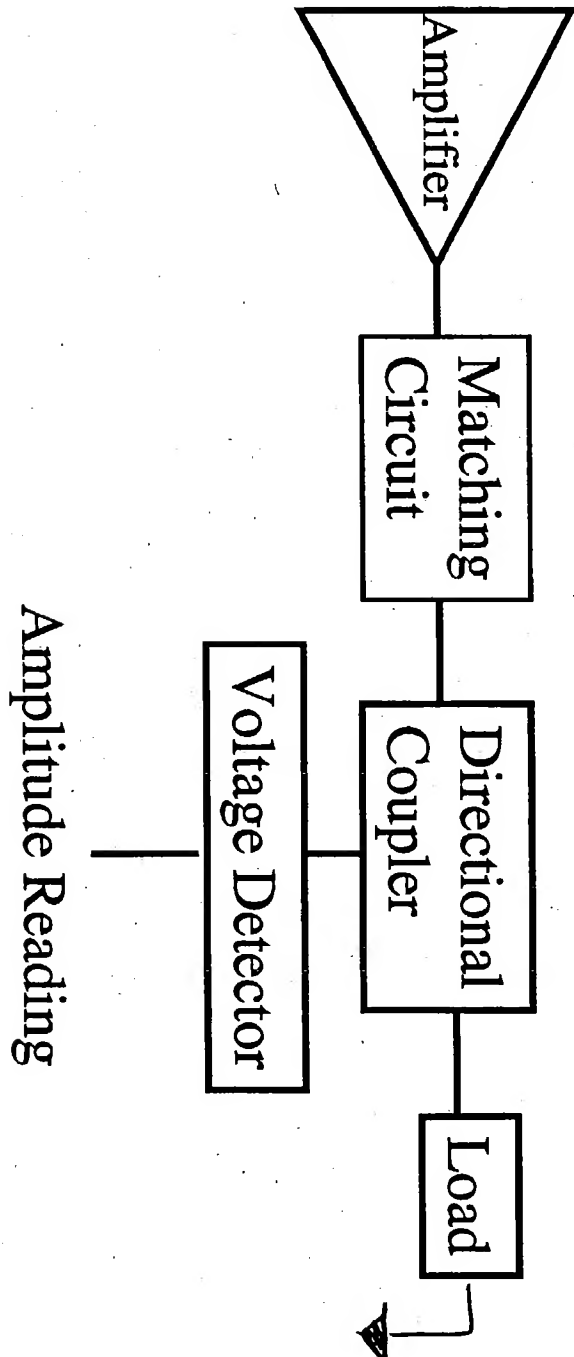 Amplifier
Matching
Circuit
Directional
Coupler
Load
Voltage Detector
Amplitude Reading